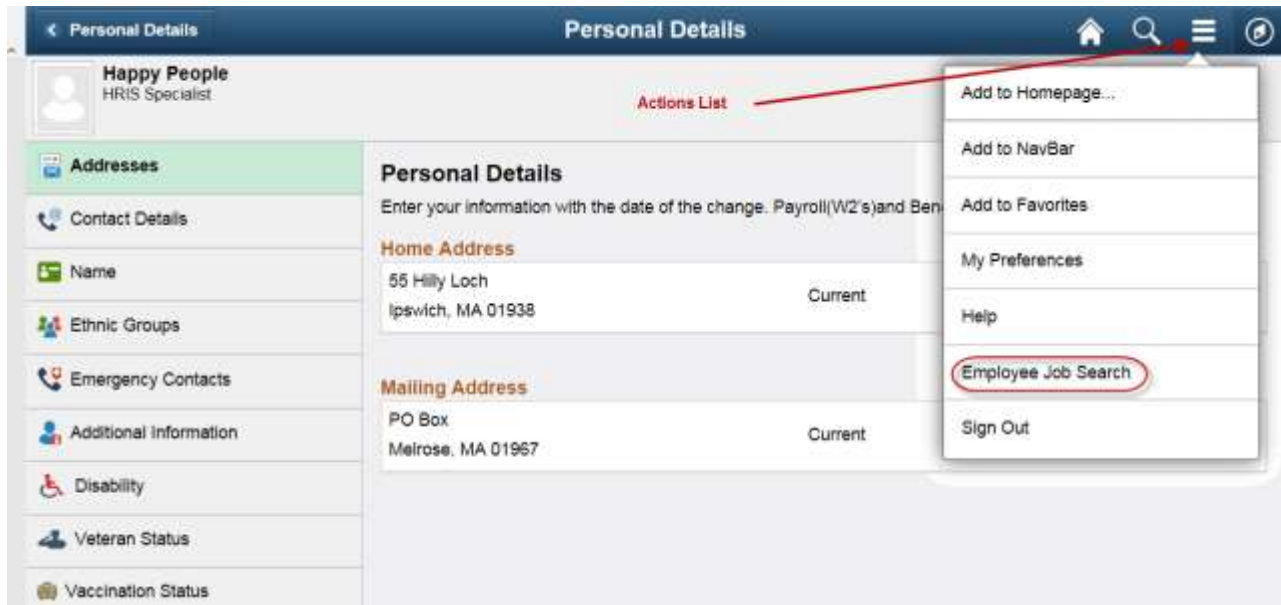 Personal Details
Personal Details
Happy People
HRIS Specialist
Actions List
Add to Homepage...
Add to NavBar
Add to Favorites
My Preferences
Help
Employee Job Search
Sign Out
Addresses
Contact Details
Name
Ethnic Groups
Emergency Contacts
Additional Information
Disability
Veteran Status
Vaccination Status
Personal Details
Enter your information with the date of the change. Payroll(W2's)and Ben
Home Address
55 Hilly Loch
Ipswich, MA 01938
Current
Mailing Address
PO Box
Melrose, MA 01967
Current